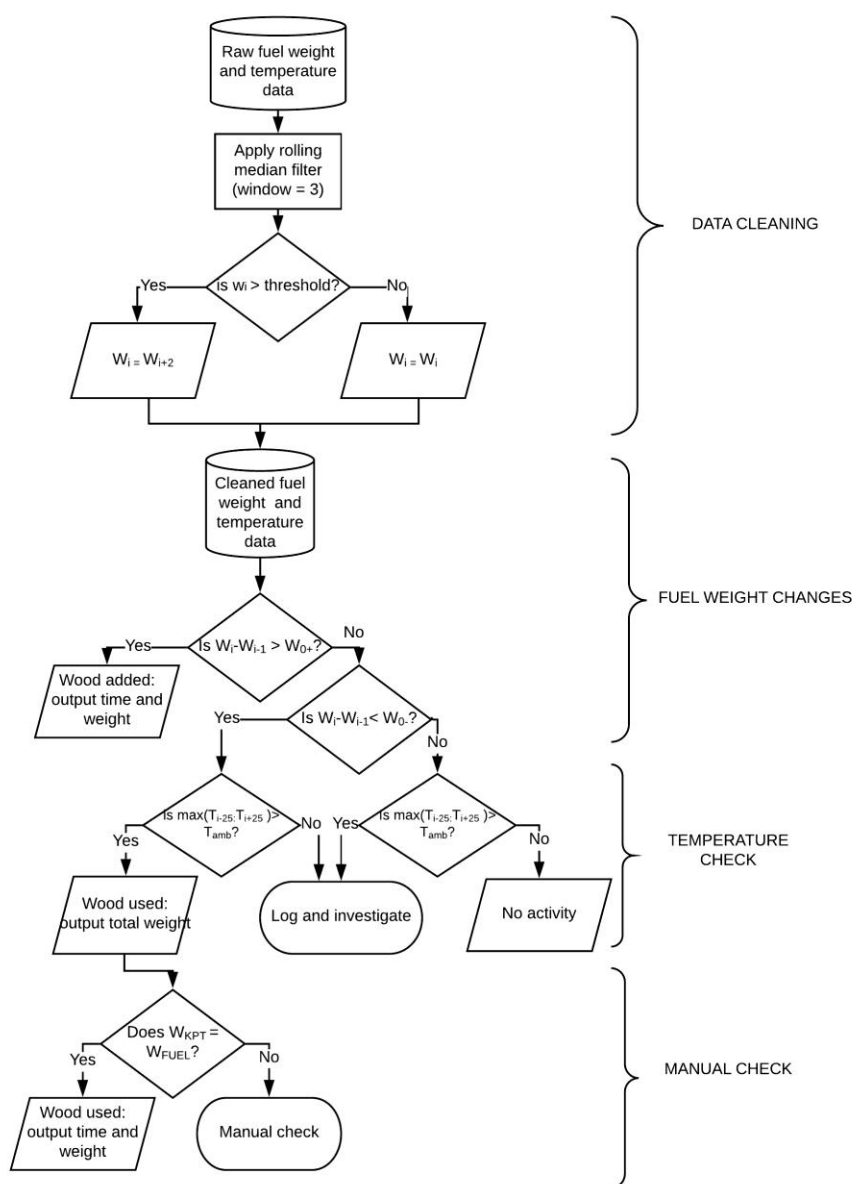 Raw fuel weight
and temperature
data
Apply rolling
median filter
(window = 3)
DATA CLEANING
is wᵢ > threshold?
Yes
No
Wᵢ = Wᵢ₊₂
Wᵢ = Wᵢ
Cleaned fuel
weight and
temperature
data
FUEL WEIGHT CHANGES
Is Wᵢ-Wᵢ₋₁ > W₀₊?
Yes
No
Wood added:
output time and
weight
Is Wᵢ-Wᵢ₋₁< W₀₋?
Yes
No
Is max(Tᵢ₋₂₅:Tᵢ₊₂₅ )>
T_amb?
Is max(Tᵢ₋₂₅:Tᵢ₊₂₅ )>
T_amb?
TEMPERATURE
CHECK
Yes
No
Yes
No
Wood used:
output total weight
Log and investigate
No activity
Does W_KPT =
W_FUEL?
MANUAL CHECK
Yes
No
Wood used:
output time and
weight
Manual check